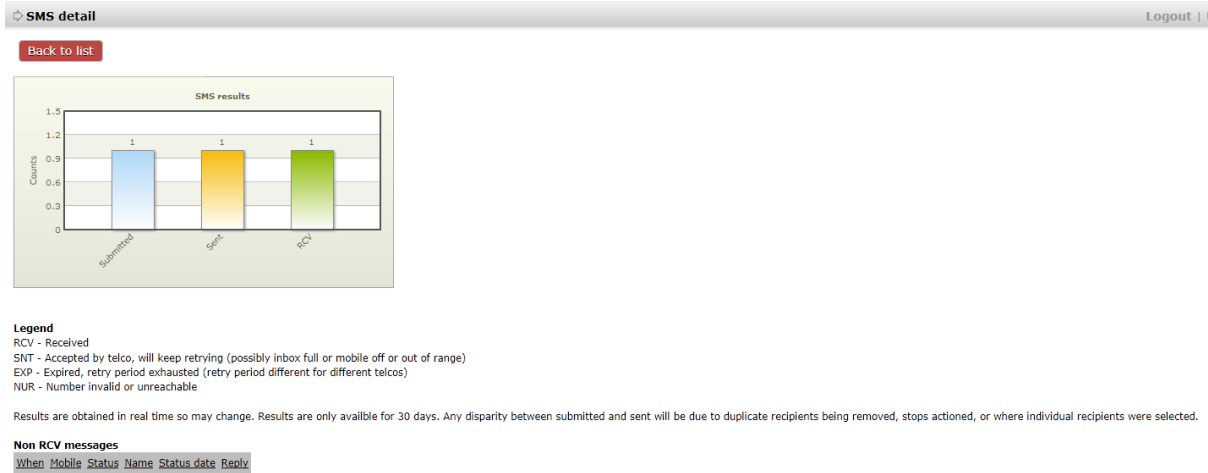 SMS detail
Logout |
Back to list
SMS results
1.5
1.2
0.9
0.6
0.3
0
Counts
1 1 1
Submitted Sent RCV
Legend
RCV - Received
SNT - Accepted by telco, will keep retrying (possibly inbox full or mobile off or out of range)
EXP - Expired, retry period exhausted (retry period different for different telcos)
NUR - Number invalid or unreachable
Results are obtained in real time so may change. Results are only availble for 30 days. Any disparity between submitted and sent will be due to duplicate recipients being removed, stops actioned, or where individual recipients were selected.
Non RCV messages
When Mobile Status Name Status date Reply